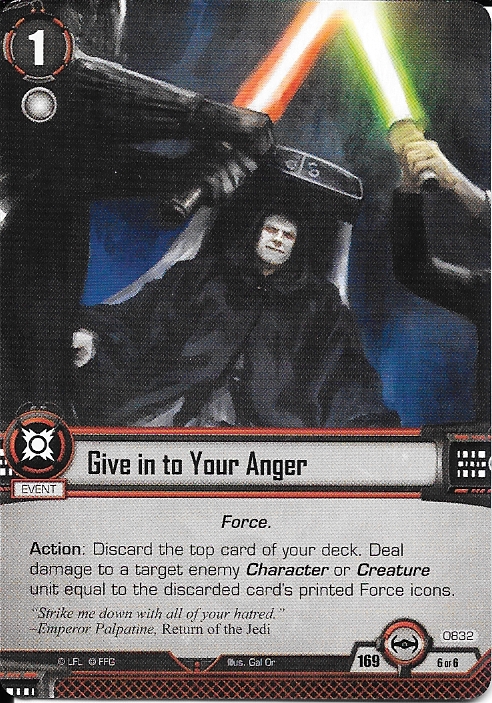 1
Give in to Your Anger
EVENT
Force.
Action: Discard the top card of your deck. Deal
damage to a target enemy Character or Creature
unit equal to the discarded card's printed Force icons.
"Strike me down with all of your hatred."
–Emperor Palpatine, Return of the Jedi
0632
© LFL © FFG
Illus. Gal Or
169
6 of 6